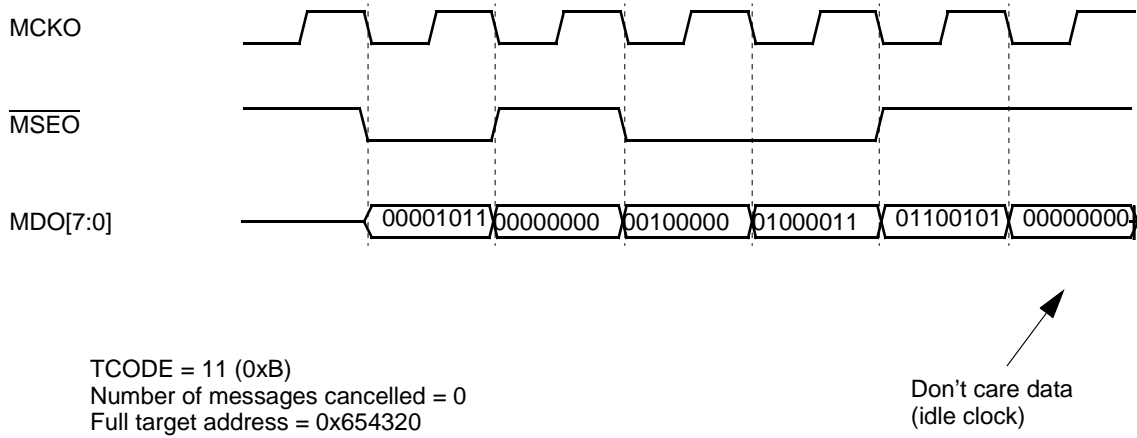 MCKO
MSEO
MDO[7:0]
00001011 00000000 00100000 01000011 01100101 00000000
TCODE = 11 (0xB)
Number of messages cancelled = 0
Full target address = 0x654320
Don't care data
(idle clock)